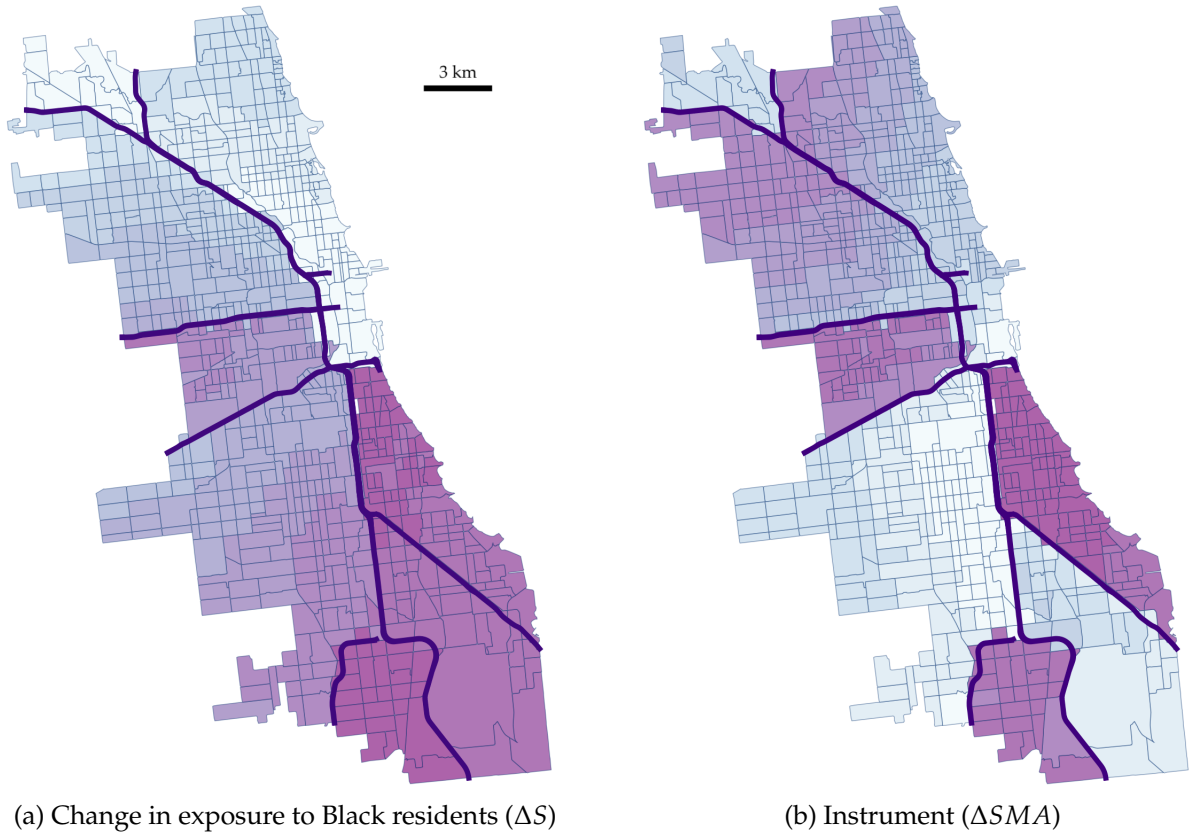 3 km
(a) Change in exposure to Black residents (ΔS)
(b) Instrument (ΔSMA)